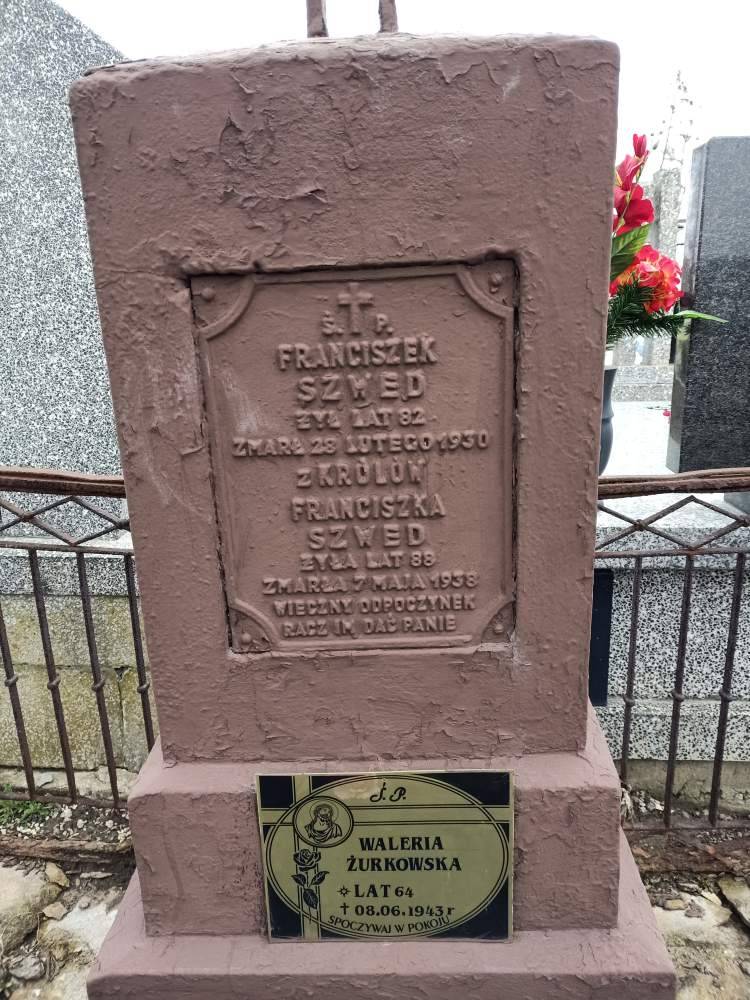 Ś. P.
FRANCISZEK
SZWED
ŻYŁ LAT 82
ZMARŁ 28 LUTEGO 1930
Z KRÓLÓW
FRANCISZKA
SZWED
ŻYŁA LAT 88
ZMARŁA 7 MAJA 1938
WIECZNY ODPOCZYNEK
RACZ IM DAĆ PANIE
Ś. P.
WALERIA
ŻURKOWSKA
LAT 64
† 08.06.1943 r
SPOCZYWAJ W POKOJU